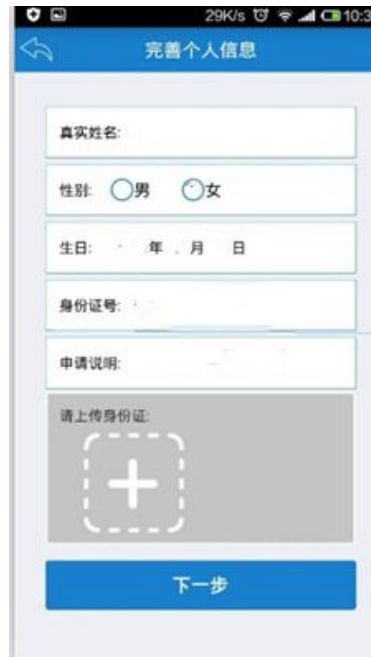 29K/s 10:3
完善个人信息
真实姓名:
性别: 男 女
生日: 年 月 日
身份证号:
申请说明:
请上传身份证:
下一步